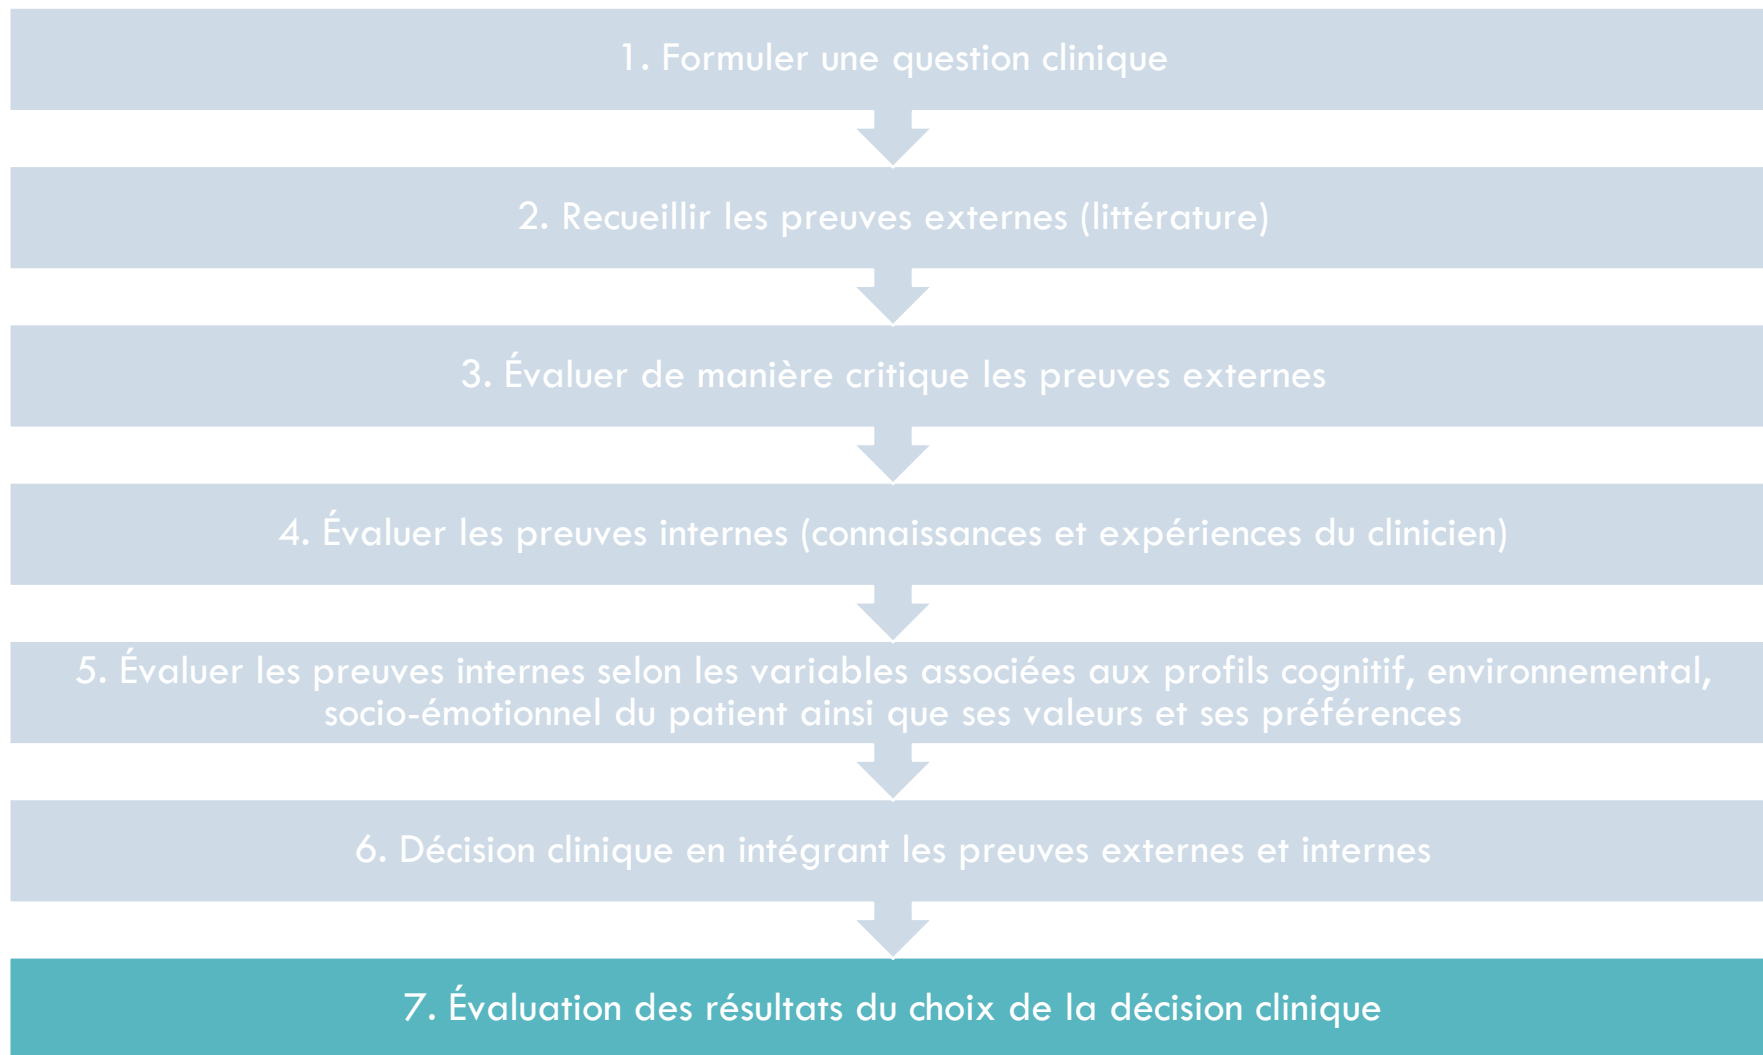 1. Formuler une question clinique
2. Recueillir les preuves externes (littérature)
3. Évaluer de manière critique les preuves externes
4. Évaluer les preuves internes (connaissances et expériences du clinicien)
5. Évaluer les preuves internes selon les variables associées aux profils cognitif, environnemental,
socio-émotionnel du patient ainsi que ses valeurs et ses préférences
6. Décision clinique en intégrant les preuves externes et internes
7. Évaluation des résultats du choix de la décision clinique